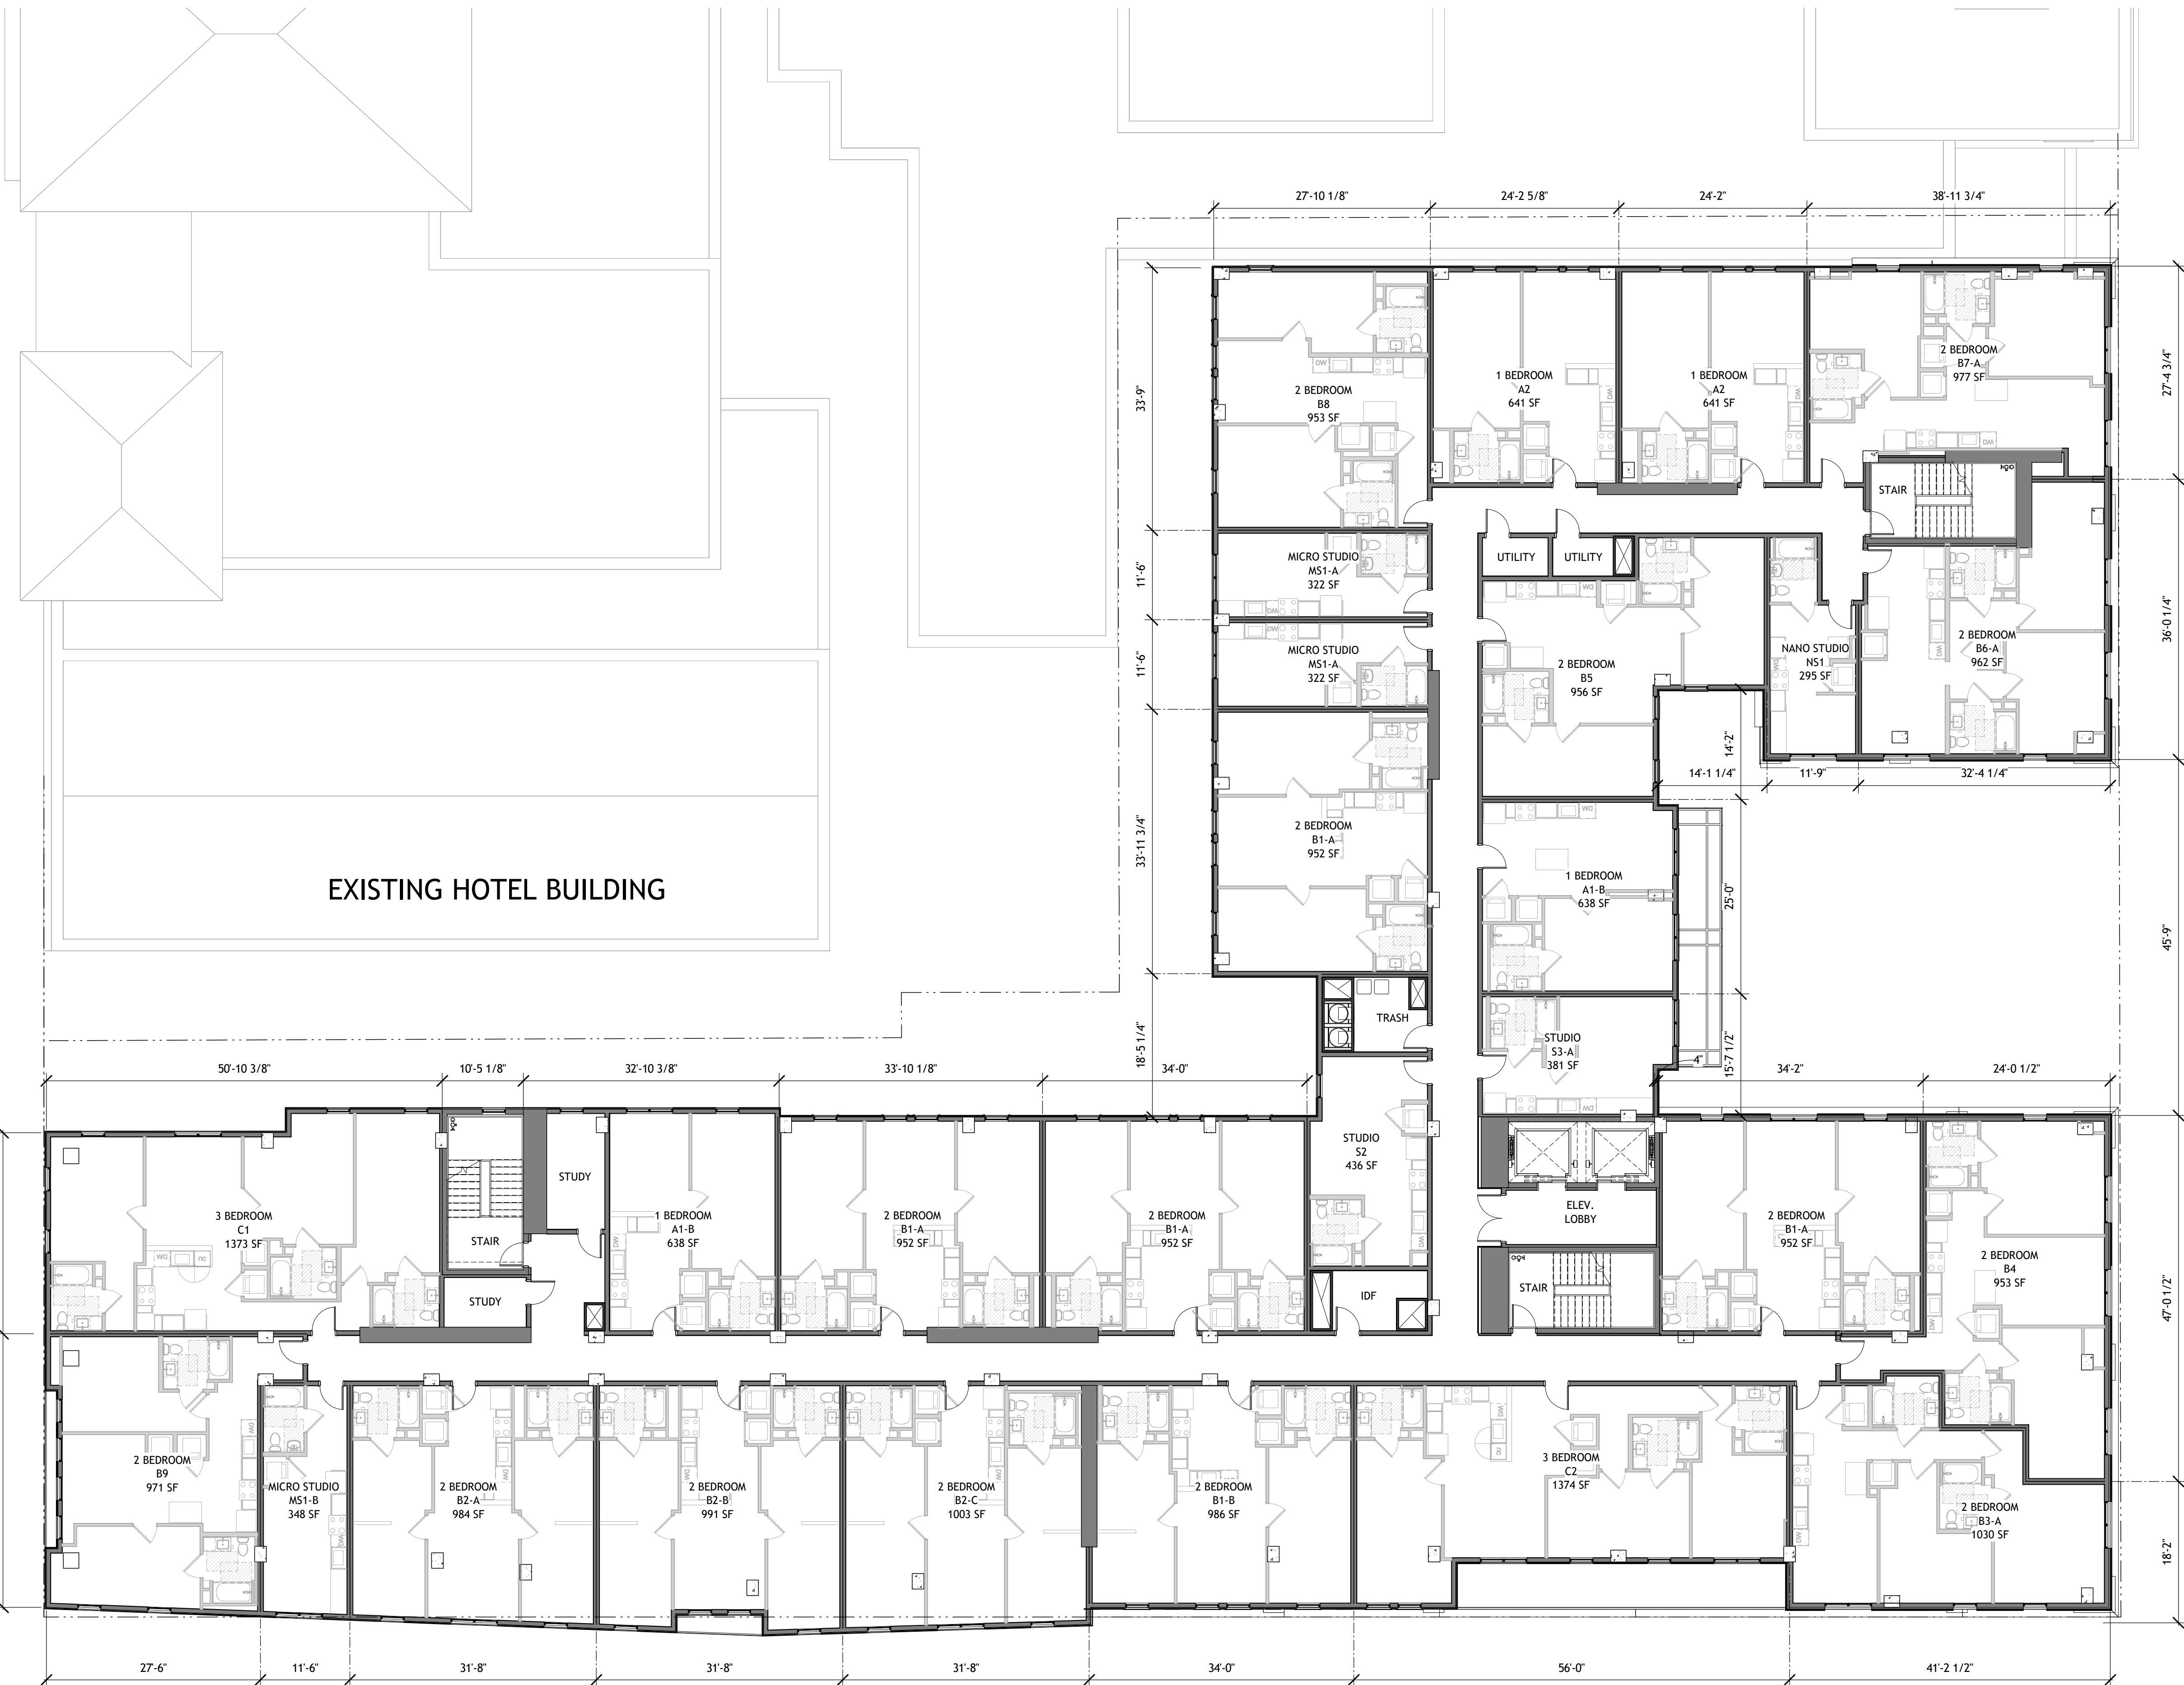 27'-10 1/8"
24'-2 5/8"
24'-2"
38'-11 3/4"
33'-9"
11'-6"
11'-6"
33'-11 3/4"
18'-5 1/4"
27'-4 3/4"
36'-0 1/4"
45'-9"
47'-0 1/2"
18'-2"
2 BEDROOM
B8
953 SF
1 BEDROOM
A2
641 SF
1 BEDROOM
A2
641 SF
2 BEDROOM
B7-A
977 SF
STAIR
UTILITY
UTILITY
MICRO STUDIO
MS1-A
322 SF
MICRO STUDIO
MS1-A
322 SF
2 BEDROOM
B5
956 SF
NANO STUDIO
NS1
295 SF
2 BEDROOM
B6-A
962 SF
14'-2"
14'-1 1/4"
11'-9"
32'-4 1/4"
2 BEDROOM
B1-A
952 SF
1 BEDROOM
A1-B
638 SF
25'-0"
EXISTING HOTEL BUILDING
TRASH
STUDIO
S3-A
381 SF
15'-7 1/2"
4"
50'-10 3/8"
10'-5 1/8"
32'-10 3/8"
33'-10 1/8"
34'-0"
34'-2"
24'-0 1/2"
3 BEDROOM
C1
1373 SF
STAIR
STUDY
STUDY
1 BEDROOM
A1-B
638 SF
2 BEDROOM
B1-A
952 SF
2 BEDROOM
B1-A
952 SF
STUDIO
S2
436 SF
IDF
ELEV.
LOBBY
STAIR
2 BEDROOM
B1-A
952 SF
2 BEDROOM
B4
953 SF
2 BEDROOM
B9
971 SF
MICRO STUDIO
MS1-B
348 SF
2 BEDROOM
B2-A
984 SF
2 BEDROOM
B2-B
991 SF
2 BEDROOM
B2-C
1003 SF
2 BEDROOM
B1-B
986 SF
3 BEDROOM
C2
1374 SF
2 BEDROOM
B3-A
1030 SF
27'-6"
11'-6"
31'-8"
31'-8"
31'-8"
34'-0"
56'-0"
41'-2 1/2"